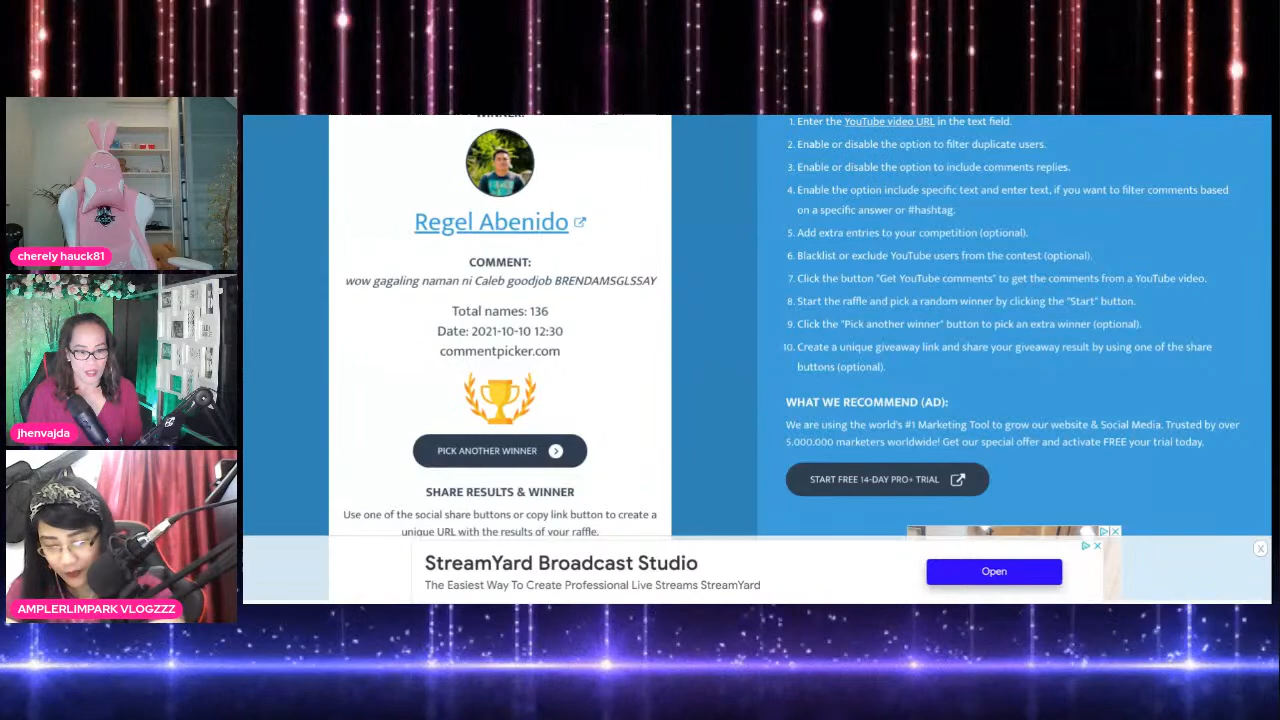 cherely hauck81
jhenvajda
AMPLERLIMPARK VLOGZZZ
WINNER:
Regel Abenido
COMMENT:
wow gagaling naman ni Caleb goodjob BRENDAMSGLSSAY
Total names: 136
Date: 2021-10-10 12:30
commentpicker.com
PICK ANOTHER WINNER
SHARE RESULTS & WINNER
Use one of the social share buttons or copy link button to create a
unique URL with the results of your raffle.
1. Enter the YouTube video URL in the text field.
2. Enable or disable the option to filter duplicate users.
3. Enable or disable the option to include comments replies.
4. Enable the option include specific text and enter text, if you want to filter comments based
on a specific answer or #hashtag.
5. Add extra entries to your competition (optional).
6. Blacklist or exclude YouTube users from the contest (optional).
7. Click the button "Get YouTube comments" to get the comments from a YouTube video.
8. Start the raffle and pick a random winner by clicking the "Start" button.
9. Click the "Pick another winner" button to pick an extra winner (optional).
10. Create a unique giveaway link and share your giveaway result by using one of the share
buttons (optional).
WHAT WE RECOMMEND (AD):
We are using the world's #1 Marketing Tool to grow our website & Social Media. Trusted by over
5.000.000 marketers worldwide! Get our special offer and activate FREE your trial today.
START FREE 14-DAY PRO+ TRIAL
StreamYard Broadcast Studio
The Easiest Way To Create Professional Live Streams StreamYard
Open